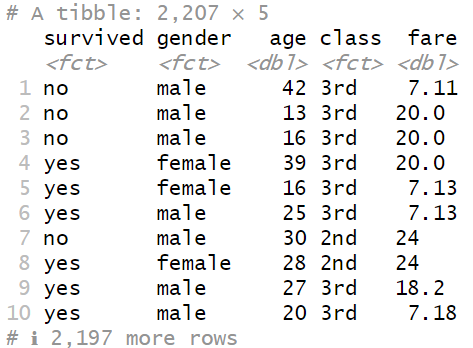 # A tibble: 2,207 × 5
survived gender age class fare
<fct> <fct> <dbl> <fct> <dbl>
1 no male 42 3rd 7.11
2 no male 13 3rd 20.0
3 no male 16 3rd 20.0
4 yes female 39 3rd 20.0
5 yes female 16 3rd 7.13
6 yes male 25 3rd 7.13
7 no male 30 2nd 24
8 yes female 28 2nd 24
9 yes male 27 3rd 18.2
10 yes male 20 3rd 7.18
# ℹ 2,197 more rows